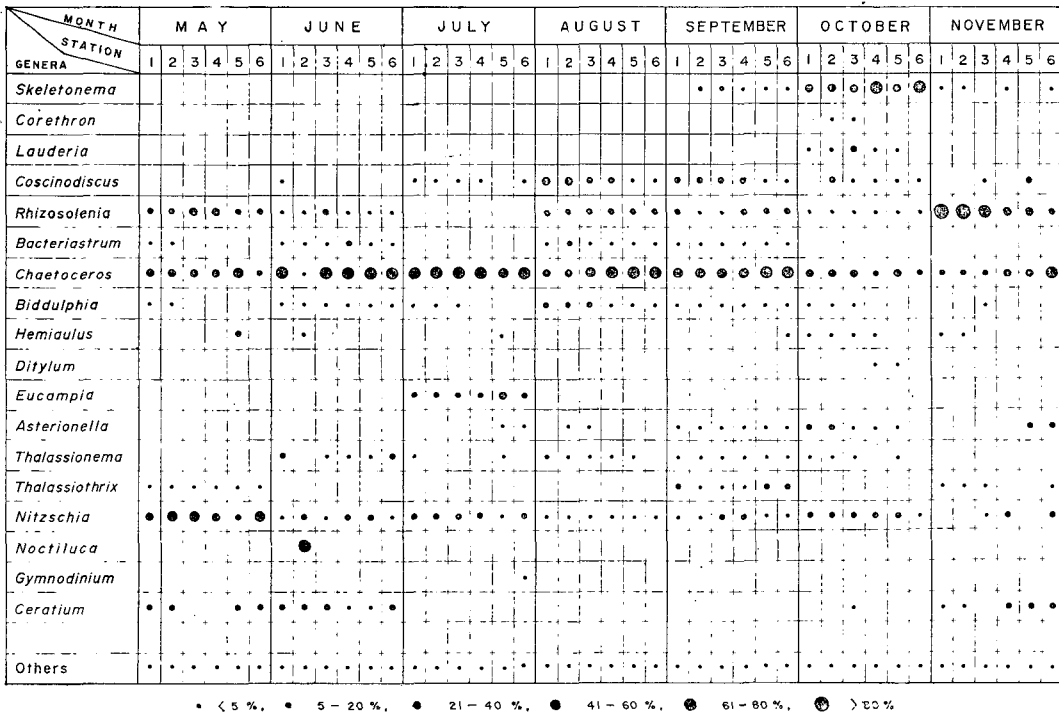 MONTH
STATION
GENERA
MAY JUNE JULY AUGUST SEPTEMBER OCTOBER NOVEMBER
1 2 3 4 5 6 1 2 3 4 5 6 1 2 3 4 5 6 1 2 3 4 5 6 1 2 3 4 5 6 1 2 3 4 5 6 1 2 3 4 5 6
Skeletonema
Corethron
Lauderia
Coscinodiscus
Rhizosolenia
Bacteriastrum
Chaetoceros
Biddulphia
Hemiaulus
Ditylum
Eucampia
Asterionella
Thalassionema
Thalassiothrix
Nitzschia
Noctiluca
Gymnodinium
Ceratium
Others
< 5 %, 5 – 20 %, 21 – 40 %, 41 – 60 %, 61 – 80 %,